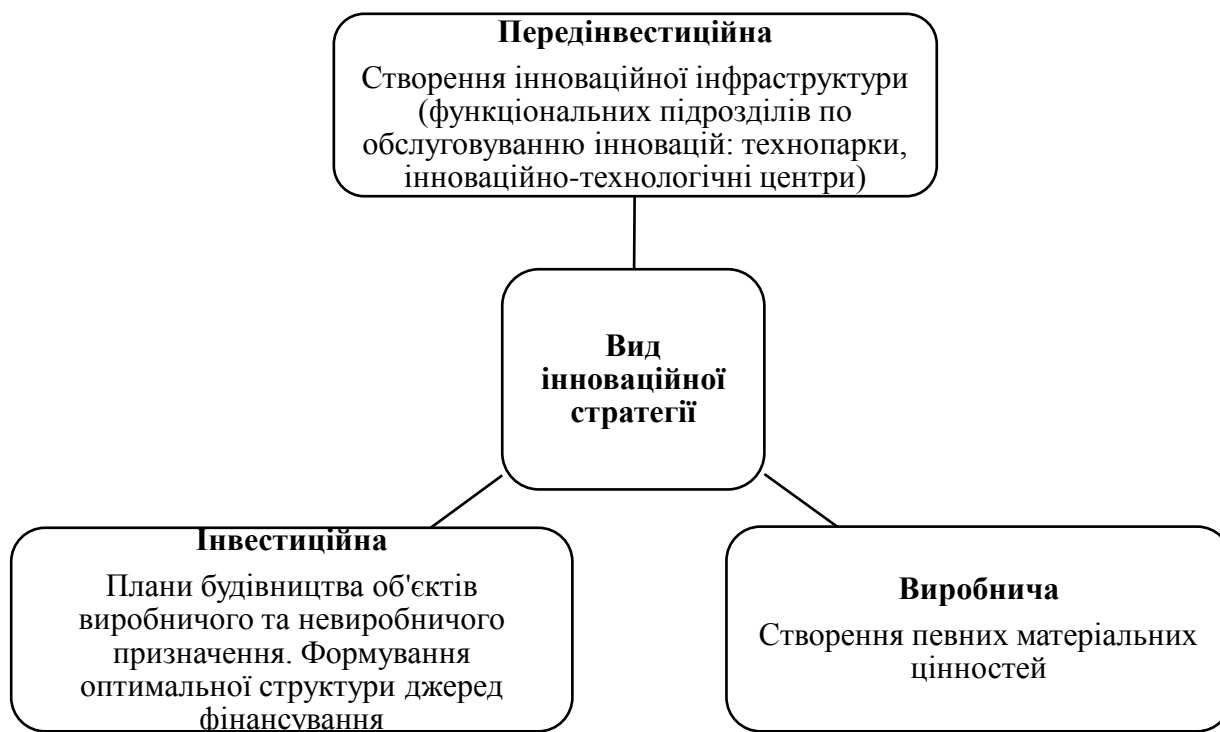 Передінвестиційна
Створення інноваційної інфраструктури
(функціональних підрозділів по
обслуговуванню інновацій: технопарки,
інноваційно-технологічні центри)
Вид
інноваційної
стратегії
Інвестиційна
Плани будівництва об'єктів
виробничого та невиробничого
призначення. Формування
оптимальної структури джеред
фінансування
Виробнича
Створення певних матеріальних
цінностей